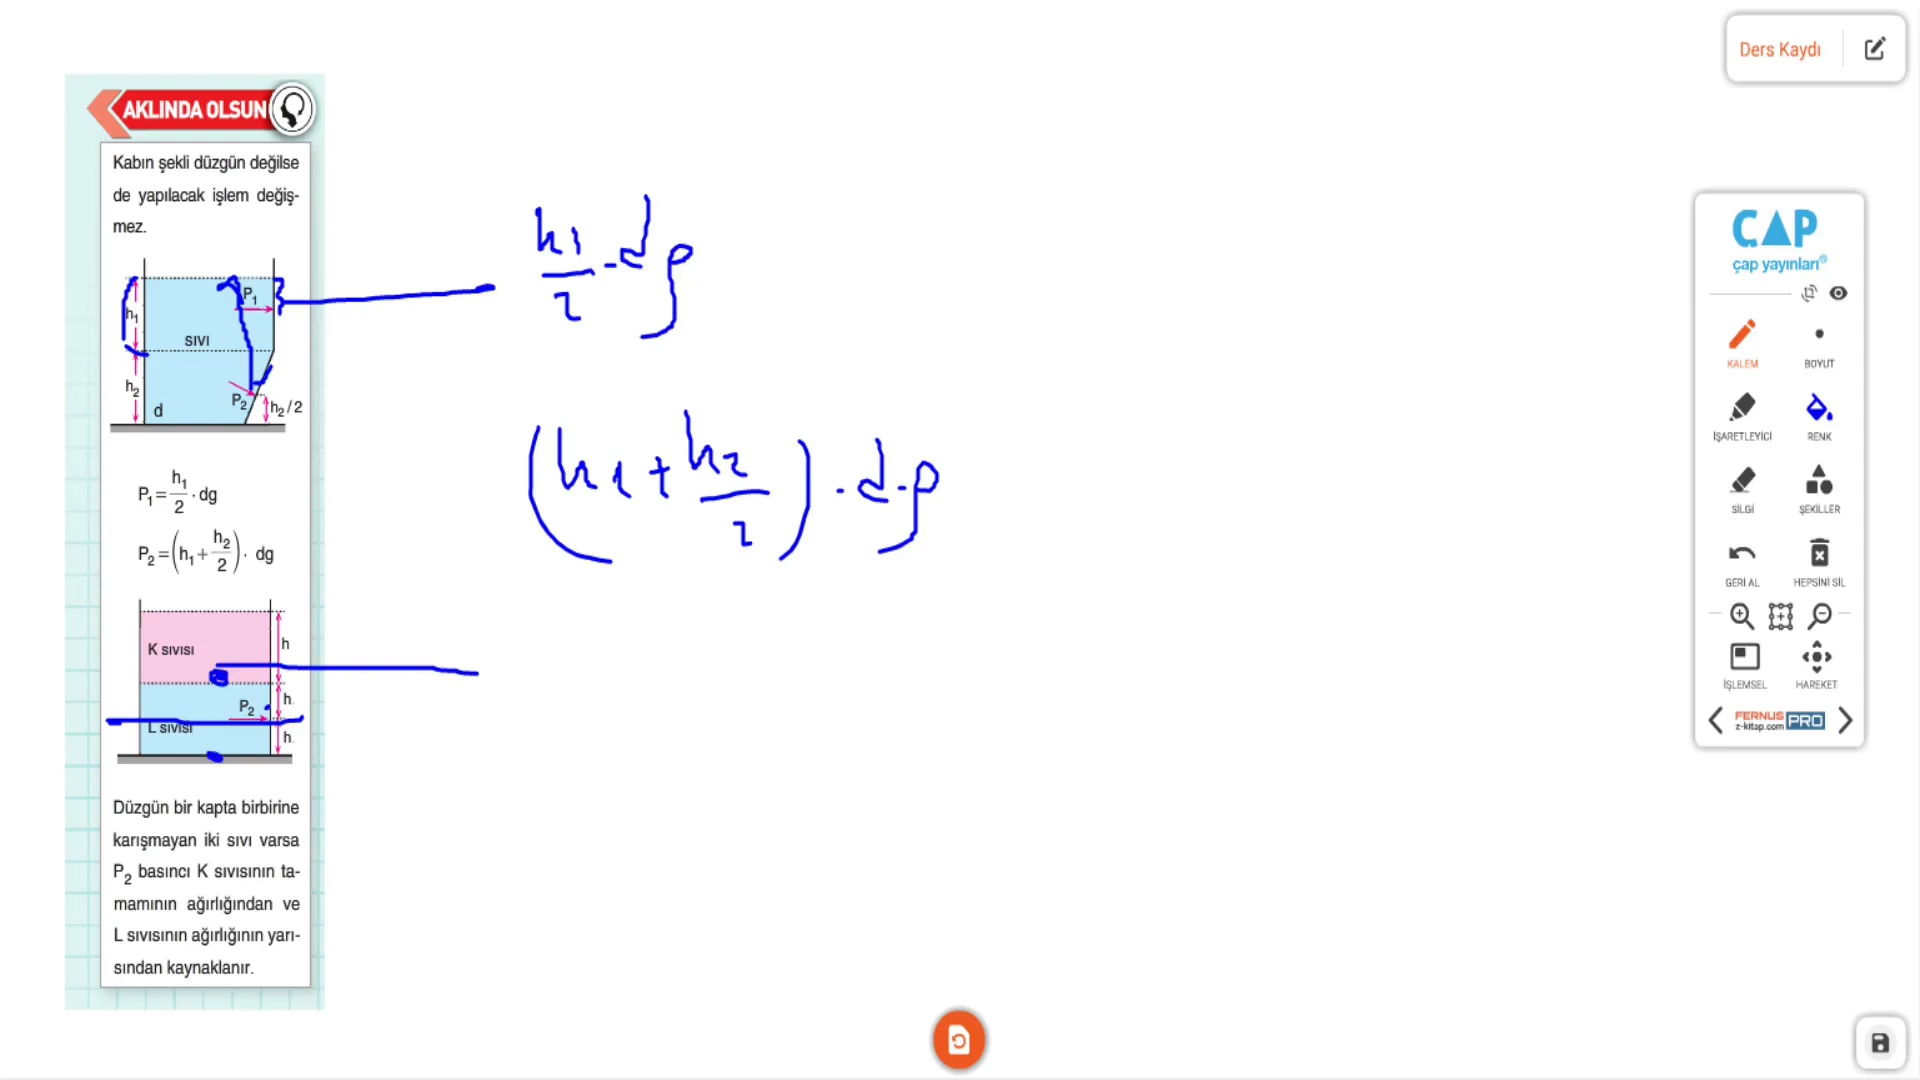 Ders Kaydı
AKLINDA OLSUN
Kabın şekli düzgün değilse
de yapılacak işlem değiş-
mez.
P₁
h₁
SIVI
h₂
P₂
d
h₂/2
P₁ = h₁/2 . dg
P₂ = (h₁ + h₂/2) . dg
K sıvısı
h
P₂
h
L sıvısı
h
Düzgün bir kapta birbirine
karışmayan iki sıvı varsa
P₂ basıncı K sıvısının ta-
mamının ağırlığından ve
L sıvısının ağırlığının yarı-
sından kaynaklanır.
h1/2 . dg
(h1 + h2/2) . d . g
ÇAP
çap yayınları®
KALEM
BOYUT
İŞARETLEYİCİ
RENK
SİLGİ
ŞEKİLLER
GERİ AL
HEPSİNİ SİL
İŞLEMSEL
HAREKET
FERNUS
z-kitap.com
PRO